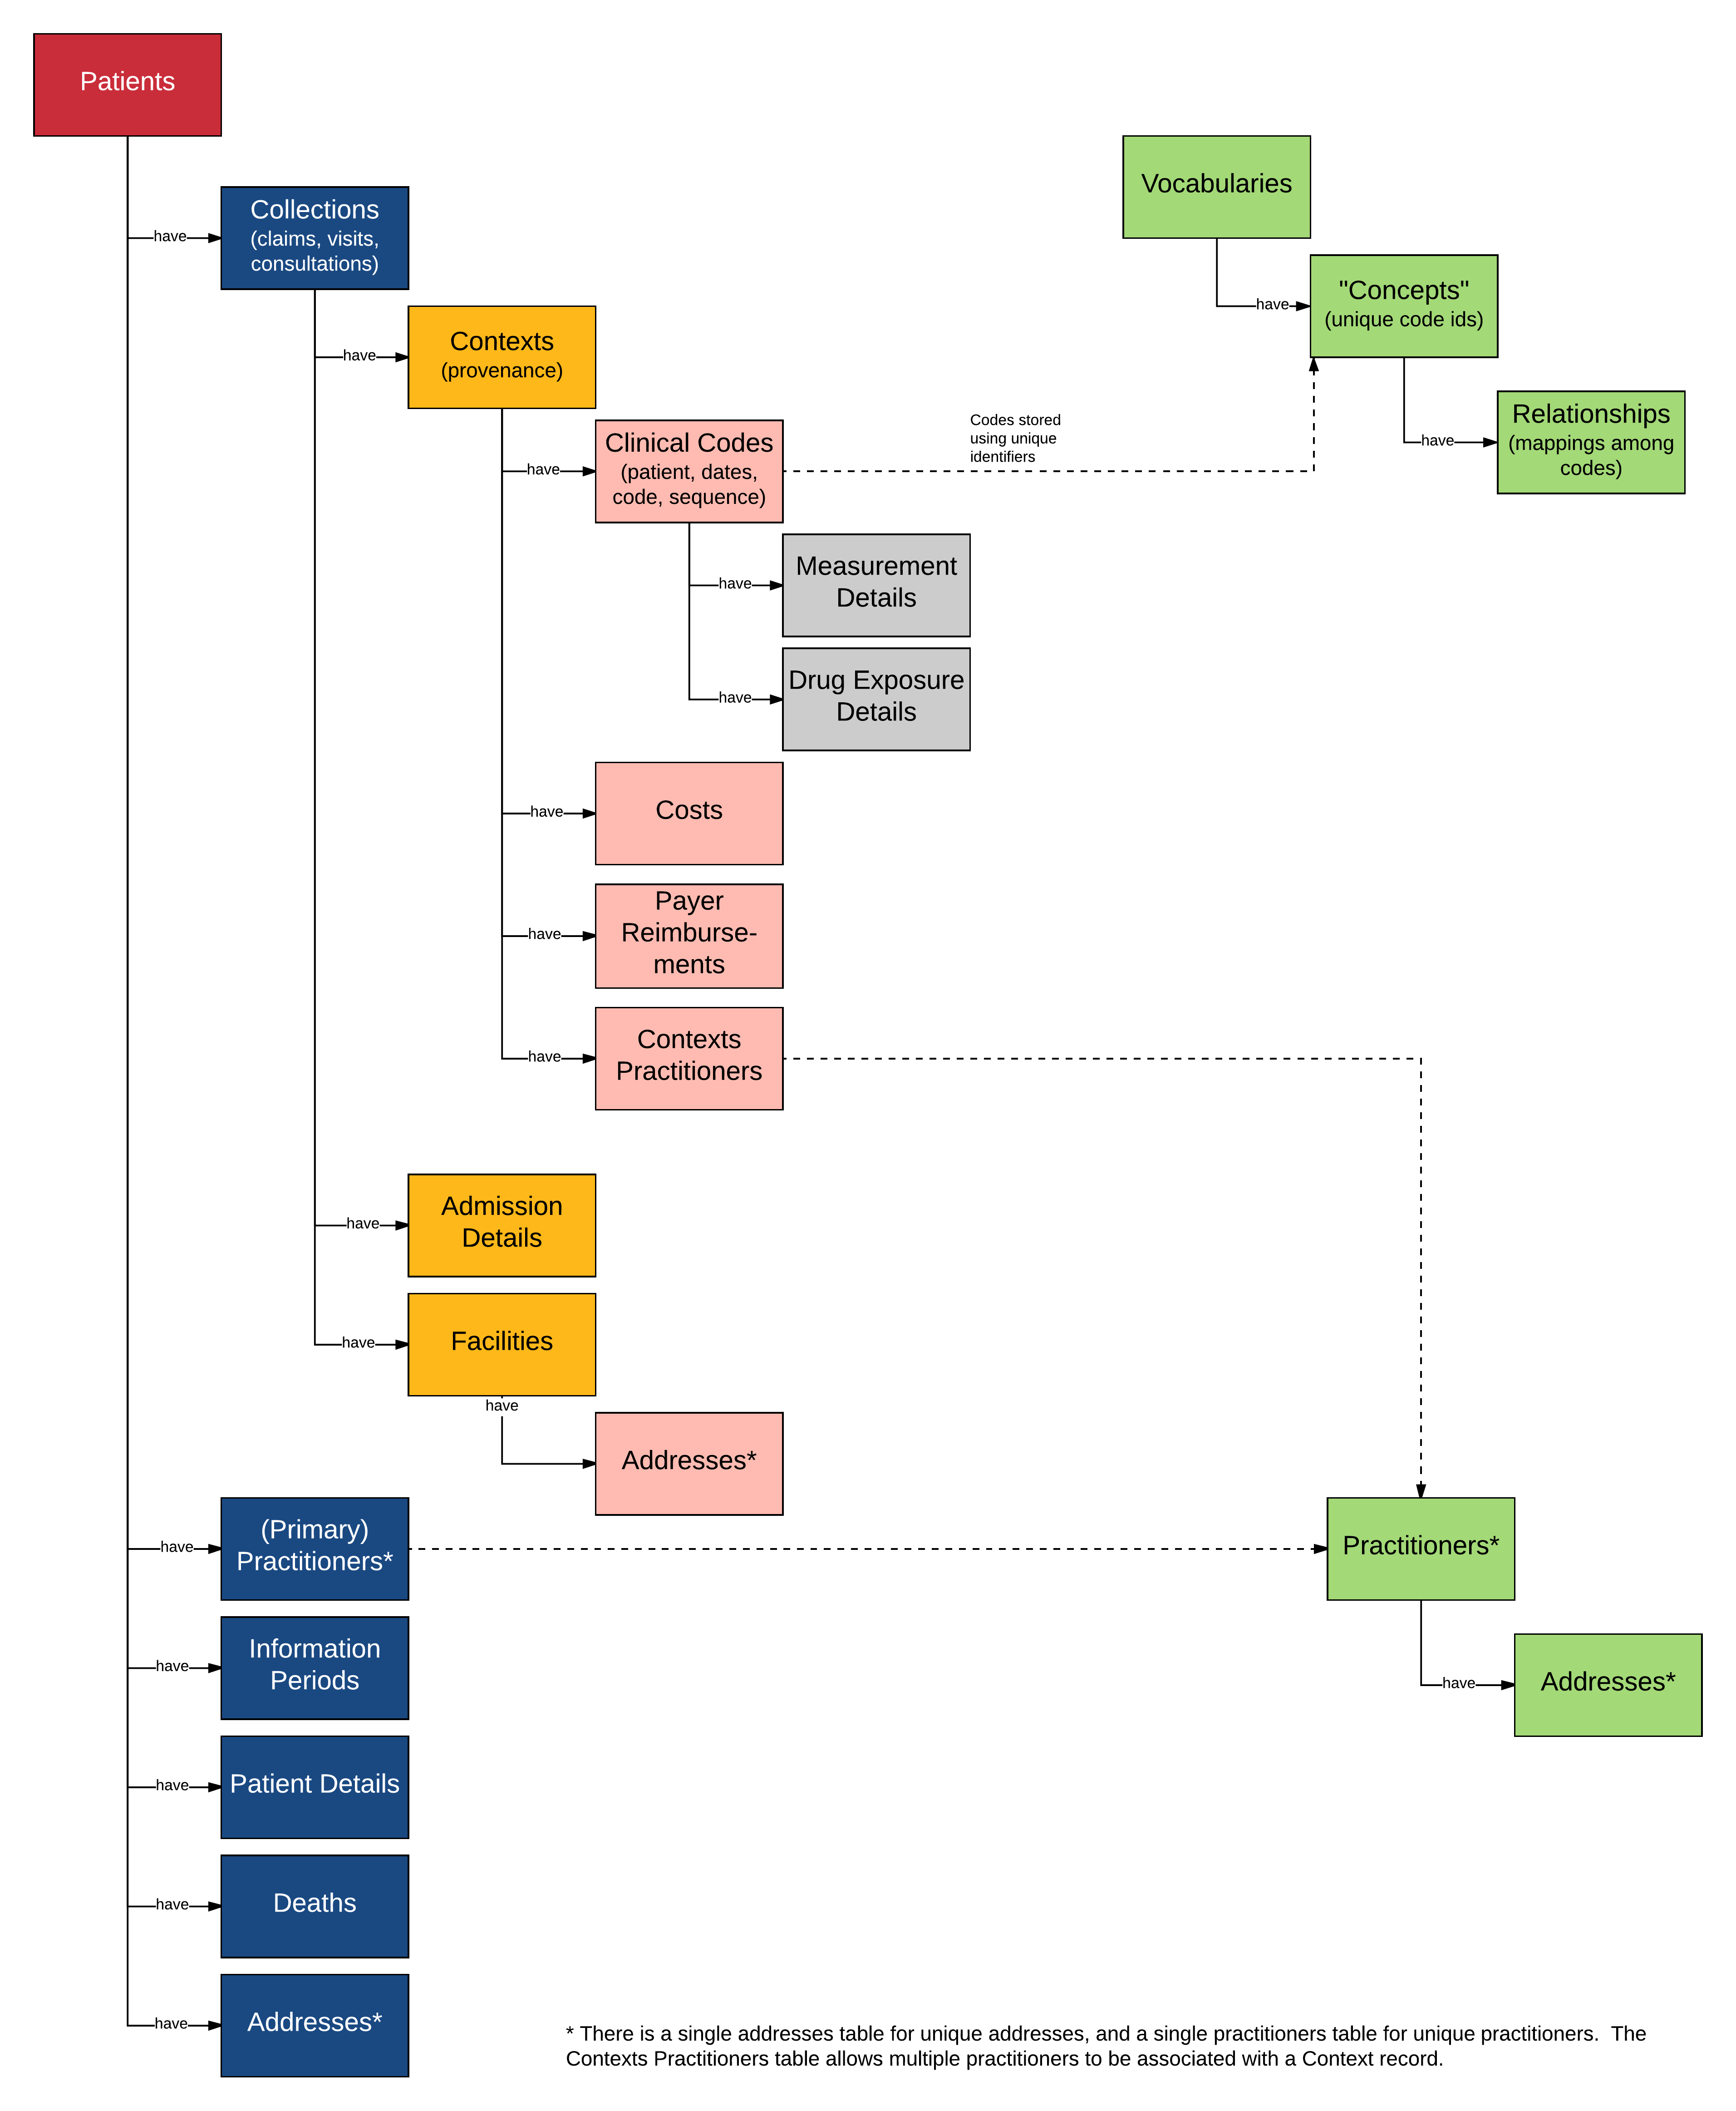 Patients
Vocabularies
have
Collections
(claims, visits,
consultations)
have
"Concepts"
(unique code ids)
have
Contexts
(provenance)
have
Relationships
(mappings among
codes)
have
Clinical Codes
(patient, dates,
code, sequence)
Codes stored
using unique
identifiers
have
Measurement
Details
have
Drug Exposure
Details
have
Costs
have
Payer
Reimburse-
ments
have
Contexts
Practitioners
have
Admission
Details
have
Facilities
have
Addresses*
have
(Primary)
Practitioners*
Practitioners*
have
Information
Periods
have
Addresses*
have
Patient Details
have
Deaths
have
Addresses*
* There is a single addresses table for unique addresses, and a single practitioners table for unique practitioners.  The
Contexts Practitioners table allows multiple practitioners to be associated with a Context record.